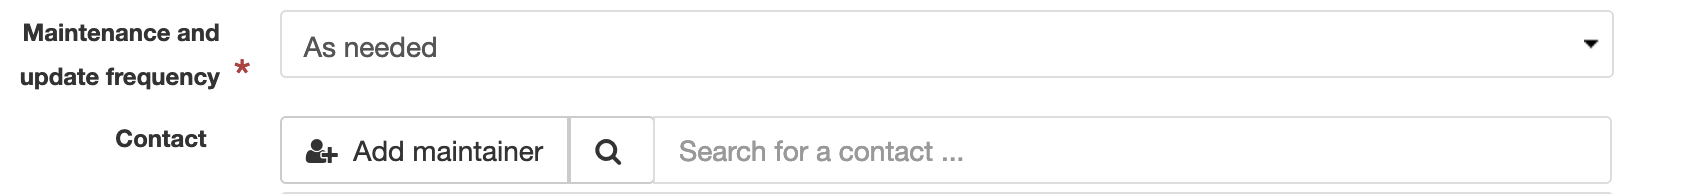 Maintenance and
update frequency *
As needed
Contact
Add maintainer
Search for a contact ...